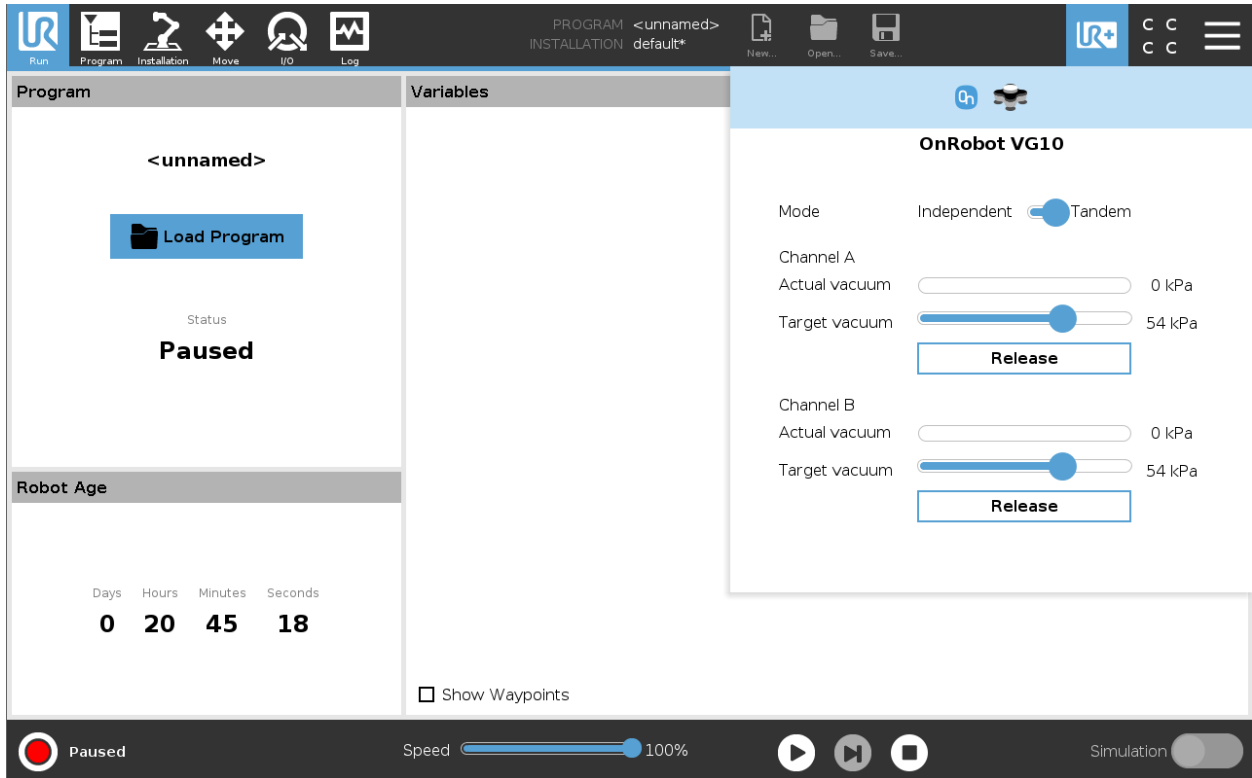 PROGRAM <unnamed>
INSTALLATION default*
UR
Run
Program
Installation
Move
I/O
Log
New...
Open...
Save...
UR+
C C
C C
Program
<unnamed>
Load Program
Status
Paused
Robot Age
Days Hours Minutes Seconds
0 20 45 18
Variables
Show Waypoints
On
OnRobot VG10
Mode Independent Tandem
Channel A
Actual vacuum 0 kPa
Target vacuum 54 kPa
Release
Channel B
Actual vacuum 0 kPa
Target vacuum 54 kPa
Release
Paused
Speed 100%
Simulation